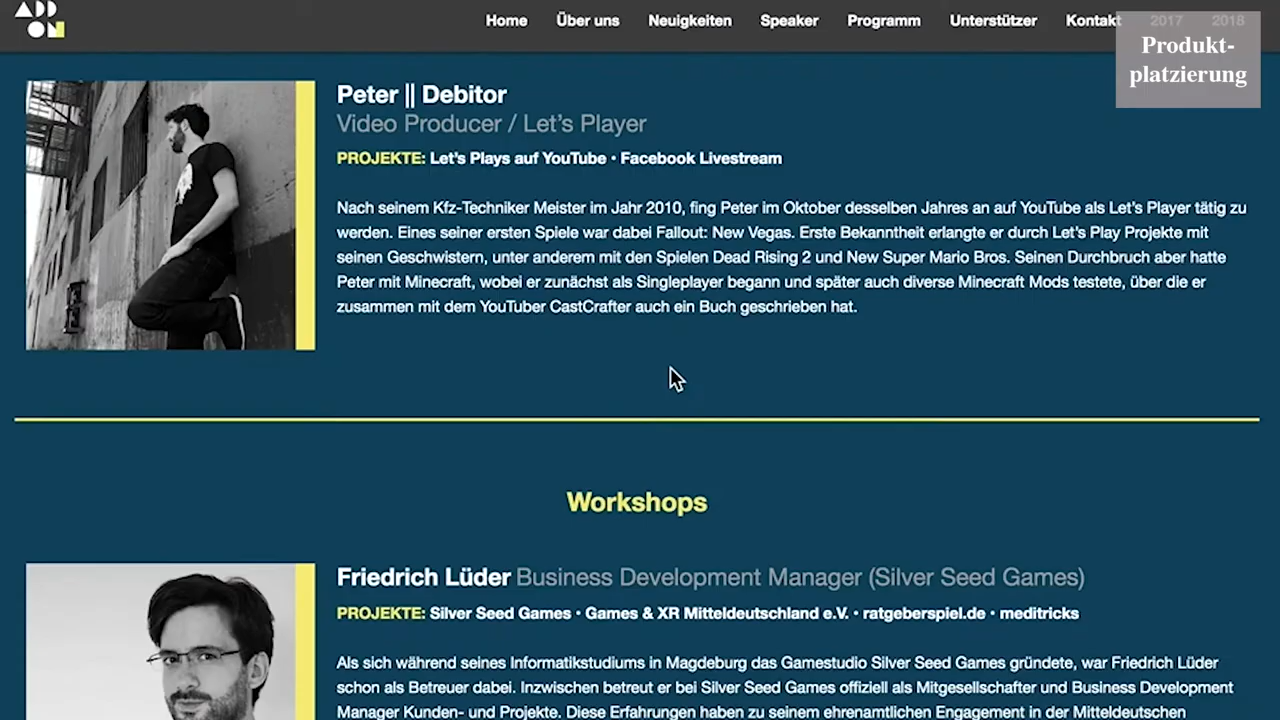 ADD
ON
Home Über uns Neuigkeiten Speaker Programm Unterstützer Kontakt 2017 2018
Produkt-
platzierung
Peter || Debitor
Video Producer / Let's Player
PROJEKTE: Let's Plays auf YouTube • Facebook Livestream
Nach seinem Kfz-Techniker Meister im Jahr 2010, fing Peter im Oktober desselben Jahres an auf YouTube als Let's Player tätig zu
werden. Eines seiner ersten Spiele war dabei Fallout: New Vegas. Erste Bekanntheit erlangte er durch Let's Play Projekte mit
seinen Geschwistern, unter anderem mit den Spielen Dead Rising 2 und New Super Mario Bros. Seinen Durchbruch aber hatte
Peter mit Minecraft, wobei er zunächst als Singleplayer begann und später auch diverse Minecraft Mods testete, über die er
zusammen mit dem YouTuber CastCrafter auch ein Buch geschrieben hat.
Workshops
Friedrich Lüder Business Development Manager (Silver Seed Games)
PROJEKTE: Silver Seed Games • Games & XR Mitteldeutschland e.V. • ratgeberspiel.de • meditricks
Als sich während seines Informatikstudiums in Magdeburg das Gamestudio Silver Seed Games gründete, war Friedrich Lüder
schon als Betreuer dabei. Inzwischen betreut er bei Silver Seed Games offiziell als Mitgesellschafter und Business Development
Manager Kunden- und Projekte. Diese Erfahrungen haben zu seinem ehrenamtlichen Engagement in der Mitteldeutschen